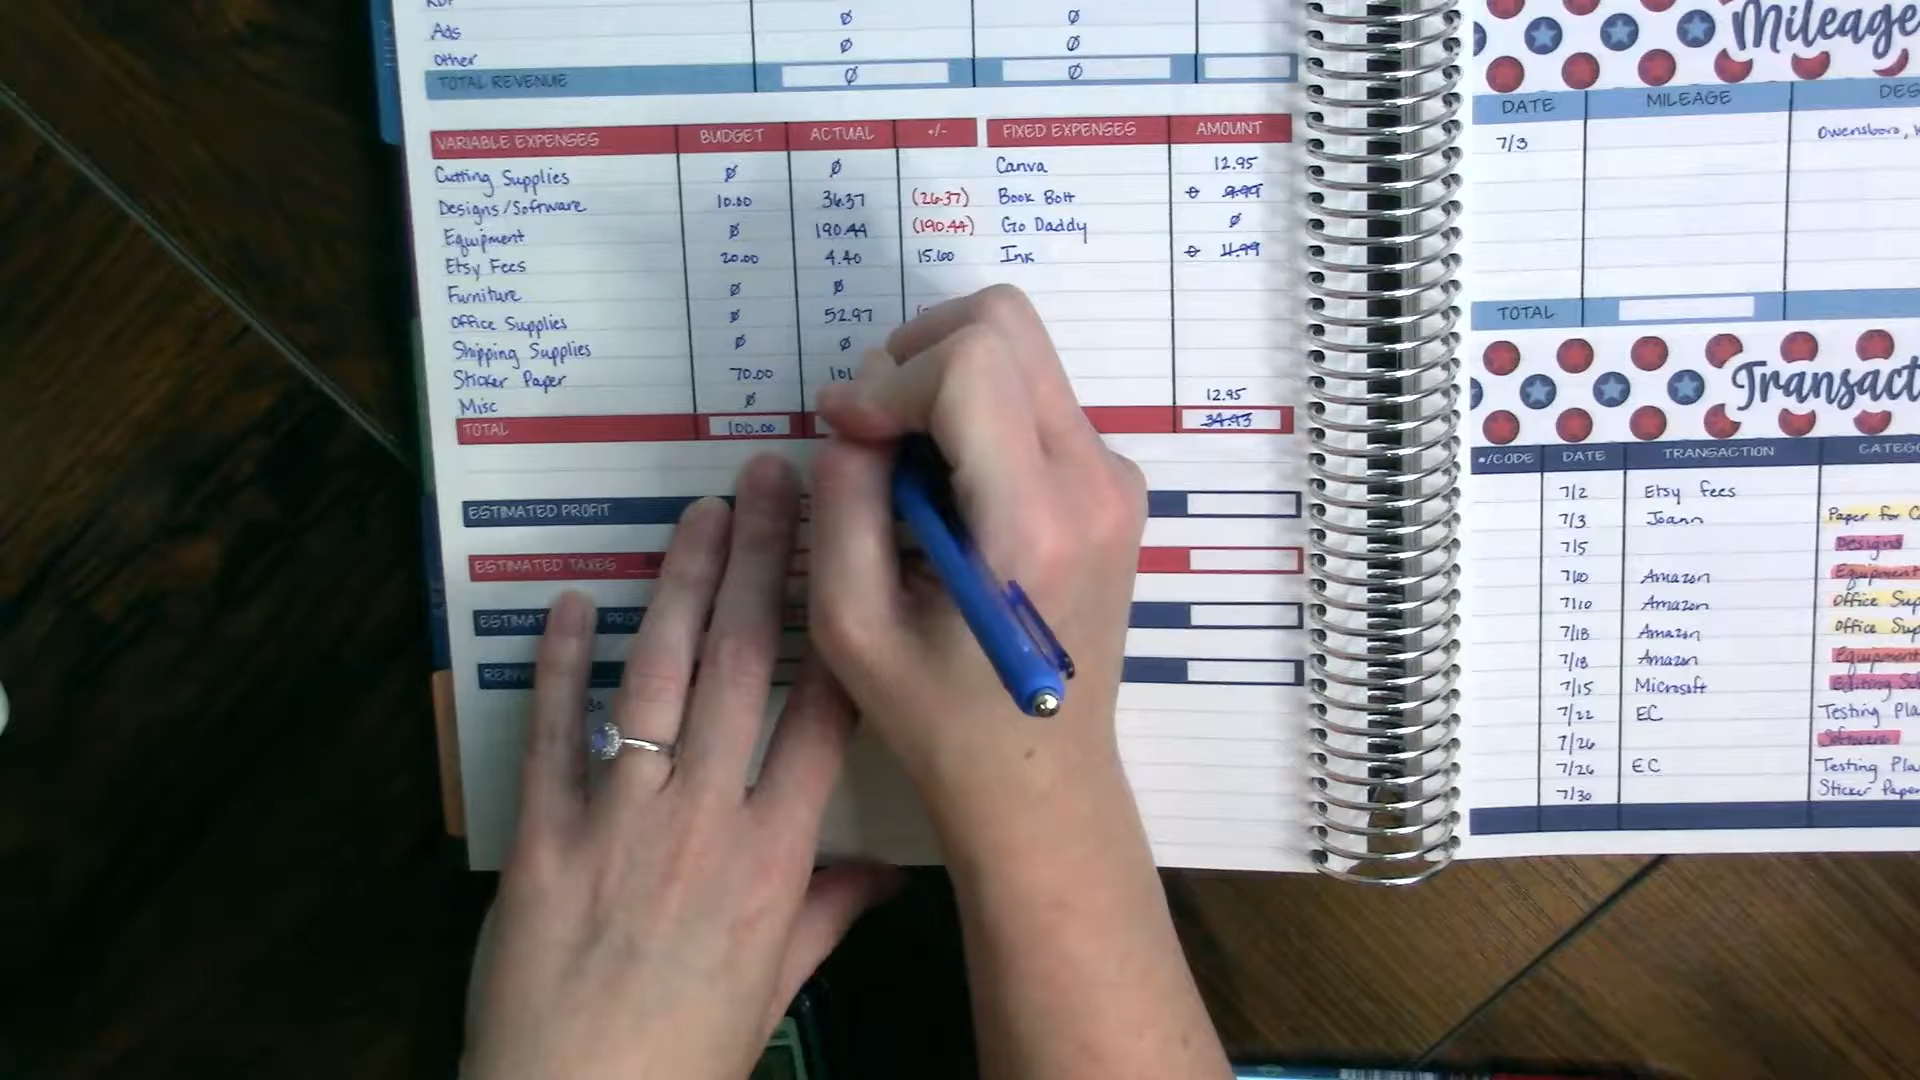 Ads ∅ ∅
Other ∅ ∅
TOTAL REVENUE ∅ ∅
VARIABLE EXPENSES BUDGET ACTUAL +/- FIXED EXPENSES AMOUNT
Cutting Supplies ∅ ∅ Canva 12.95
Designs/Software 10.00 36.37 (26.37) Book Bolt ∅ 9.99
Equipment ∅ 190.44 (190.44) Go Daddy ∅
Etsy Fees 20.00 4.40 15.60 Ink ∅ 11.99
Furniture ∅ ∅
Office Supplies ∅ 52.97
Shipping Supplies ∅ ∅
Sticker Paper 70.00 101
Misc ∅ 12.95
TOTAL 100.00 34.93
ESTIMATED PROFIT
ESTIMATED TAXES
Mileage
DATE MILEAGE
7/3 Owensboro,
TOTAL
Transact
*/CODE DATE TRANSACTION CATEG
7/2 Etsy Fees
7/3 Joann Paper for
7/5 Designs
7/10 Amazon Equipment
7/10 Amazon Office Sup
7/18 Amazon Office Sup
7/18 Amazon Equipment
7/15 Microsoft
7/22 EC Testing Pla
7/26 Software
7/26 EC Testing Pla
7/30 Sticker Pape